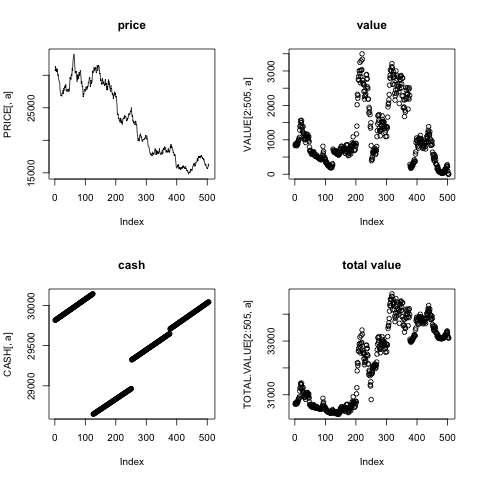 price
PRICE[, a]
15000 25000
0 100 200 300 400 500
Index
value
VALUE[2:505, a]
0 1000 2000 3000
0 100 200 300 400 500
Index
cash
CASH[, a]
29000 29500 30000
0 100 200 300 400 500
Index
total value
TOTAL.VALUE[2:505, a]
31000 33000
0 100 200 300 400 500
Index